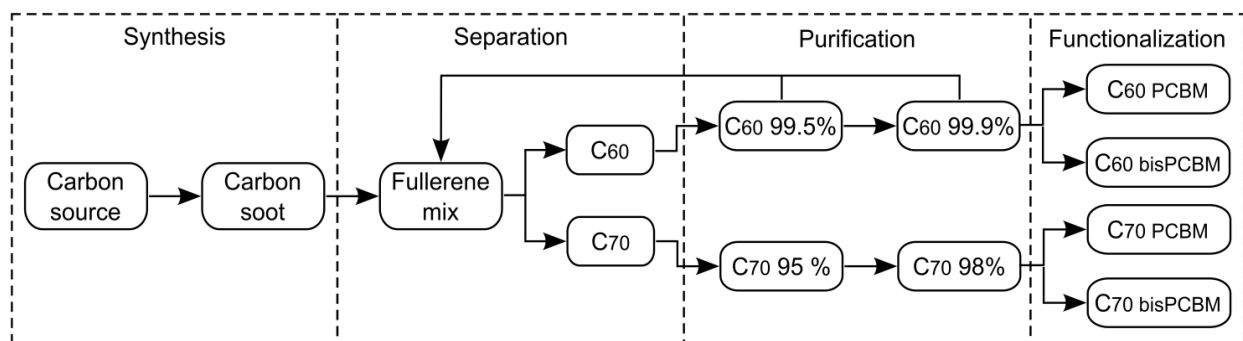 Synthesis
Separation
Purification
Functionalization
Carbon
source
Carbon
soot
Fullerene
mix
C60
C70
C60 99.5%
C60 99.9%
C70 95 %
C70 98%
C60 PCBM
C60 bisPCBM
C70 PCBM
C70 bisPCBM